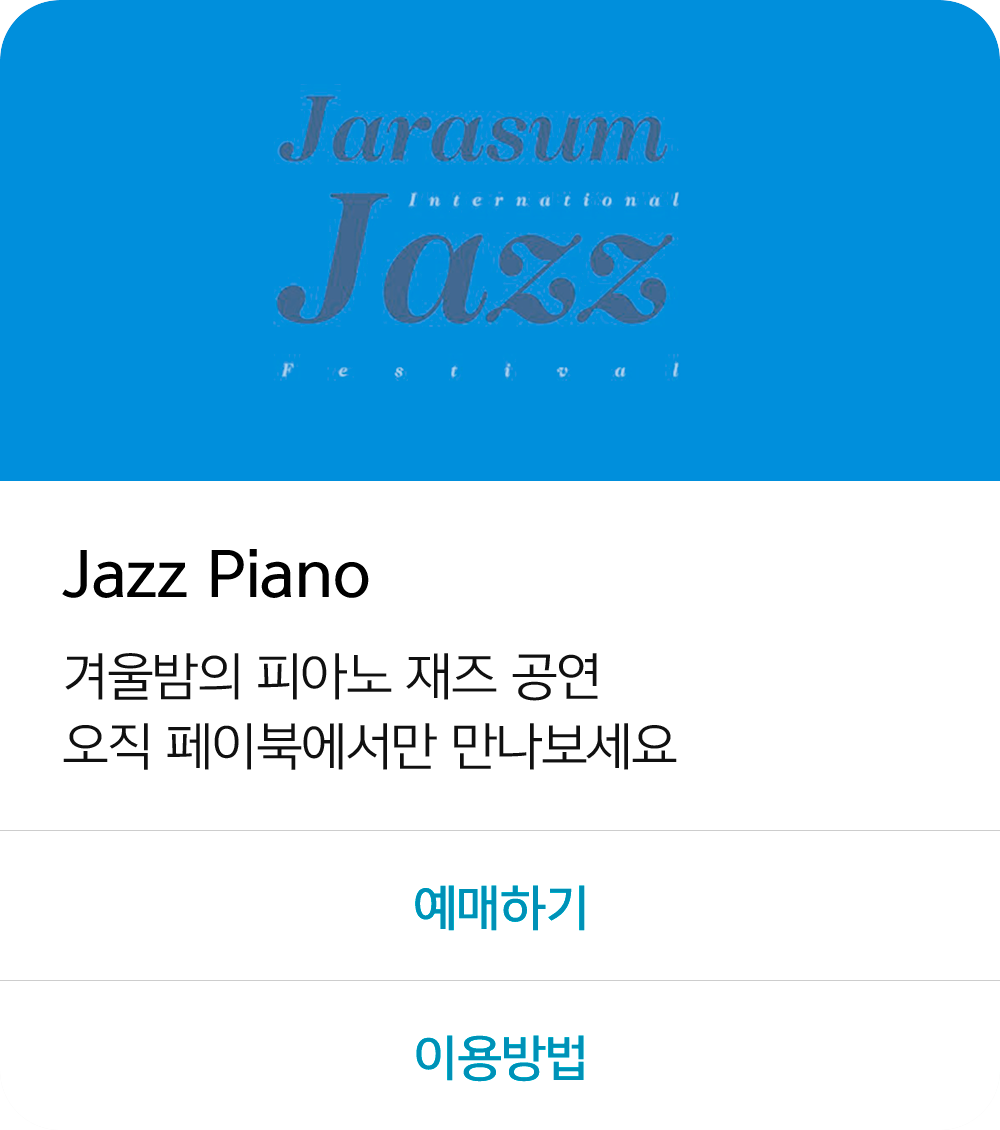 Jarasum
International
Jazz
Festival
Jazz Piano
겨울밤의 피아노 재즈 공연
오직 페이북에서만 만나보세요
예매하기
이용방법